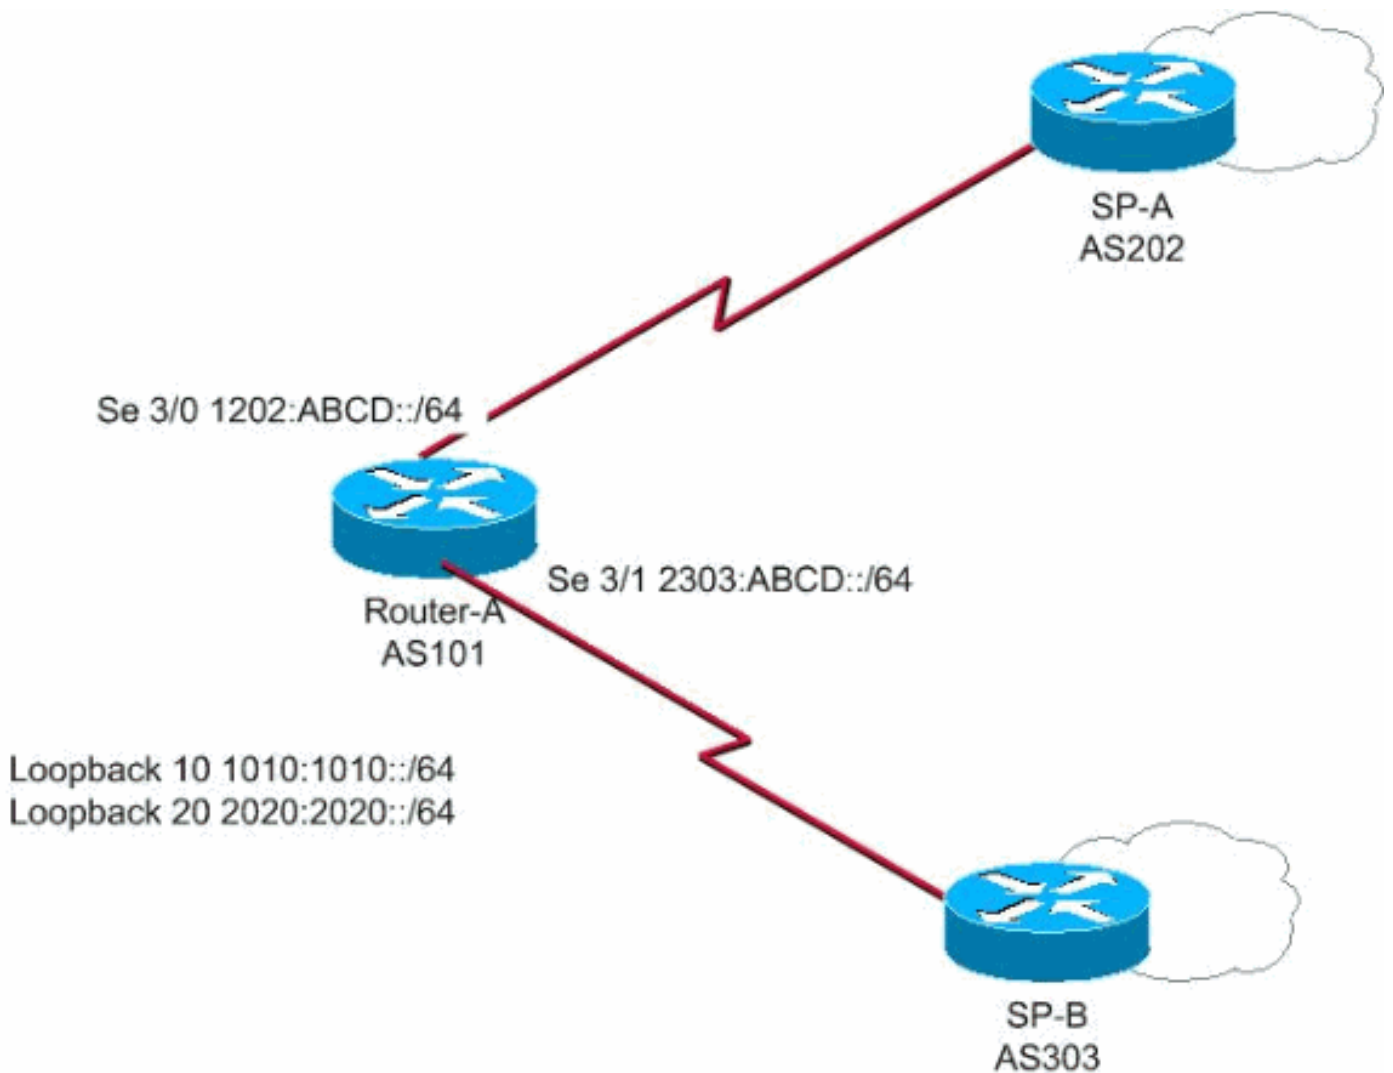 SP-A
AS202
Se 3/0 1202:ABCD::/64
Se 3/1 2303:ABCD::/64
Router-A
AS101
Loopback 10 1010:1010::/64
Loopback 20 2020:2020::/64
SP-B
AS303